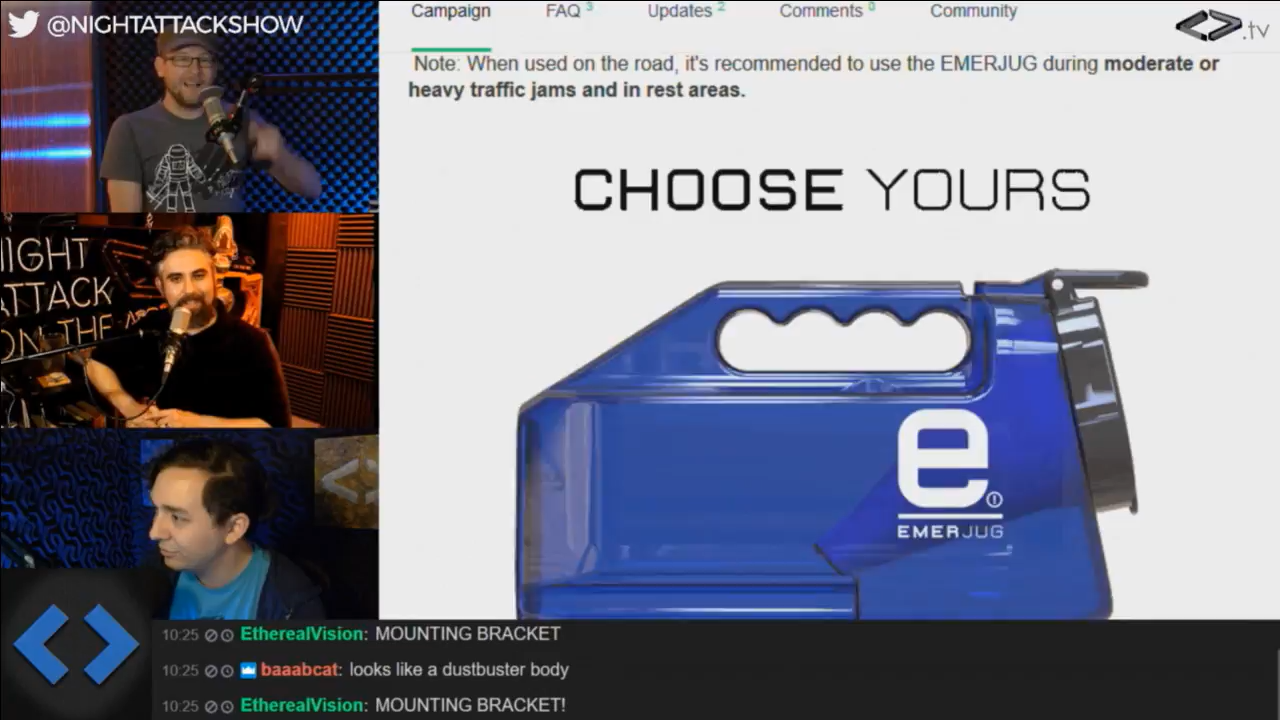 @NIGHTATTACKSHOW
Campaign FAQ 3 Updates 2 Comments 0 Community
.tv
Note: When used on the road, it's recommended to use the EMERJUG during moderate or
heavy traffic jams and in rest areas.
CHOOSE YOURS
NIGHT
ATTACK
ON THE
e
EMERJUG
10:25 EtherealVision: MOUNTING BRACKET
10:25 baaabcat: looks like a dustbuster body
10:25 EtherealVision: MOUNTING BRACKET!